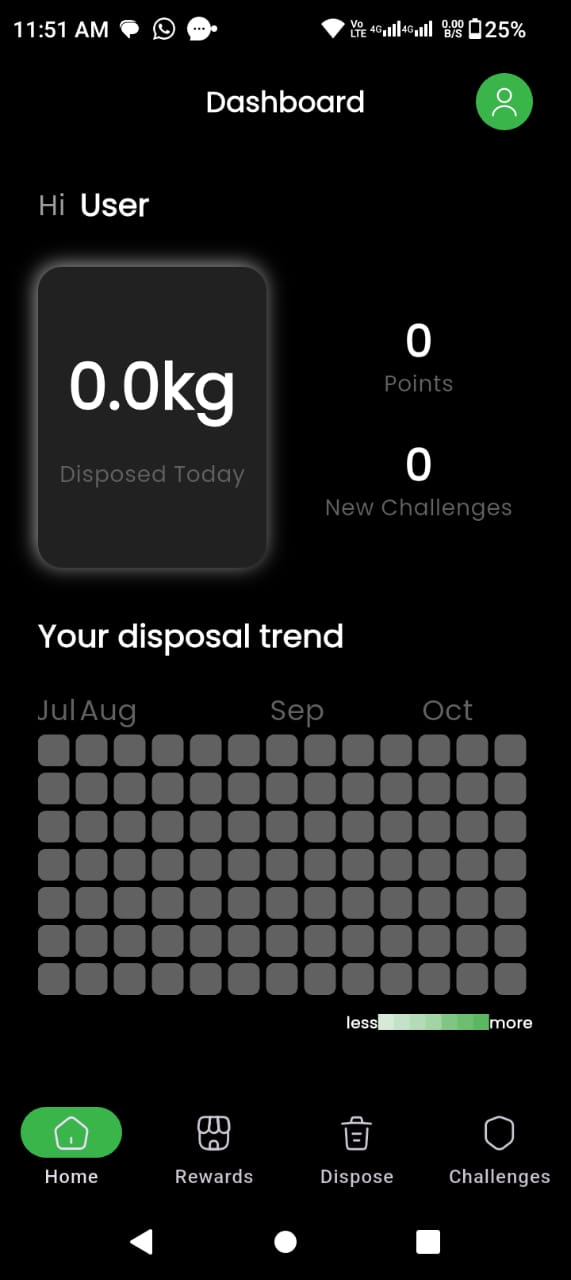 11:51 AM Vo LTE 4G 4G 0.00 B/S 25%
Dashboard
Hi User
0.0kg
Disposed Today
0
Points
0
New Challenges
Your disposal trend
Jul Aug Sep Oct
less more
Home Rewards Dispose Challenges